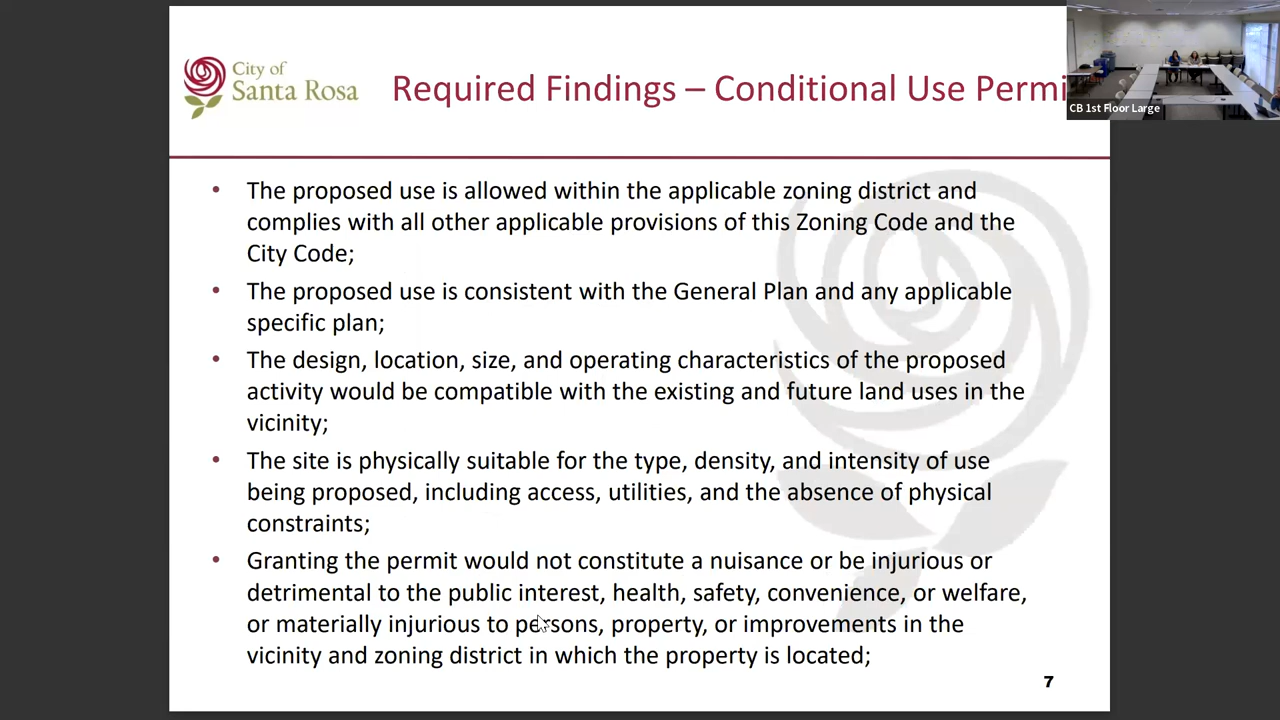 City of
Santa Rosa
Required Findings – Conditional Use Permi
CB 1st Floor Large
• The proposed use is allowed within the applicable zoning district and
complies with all other applicable provisions of this Zoning Code and the
City Code;
• The proposed use is consistent with the General Plan and any applicable
specific plan;
• The design, location, size, and operating characteristics of the proposed
activity would be compatible with the existing and future land uses in the
vicinity;
• The site is physically suitable for the type, density, and intensity of use
being proposed, including access, utilities, and the absence of physical
constraints;
• Granting the permit would not constitute a nuisance or be injurious or
detrimental to the public interest, health, safety, convenience, or welfare,
or materially injurious to persons, property, or improvements in the
vicinity and zoning district in which the property is located;
7